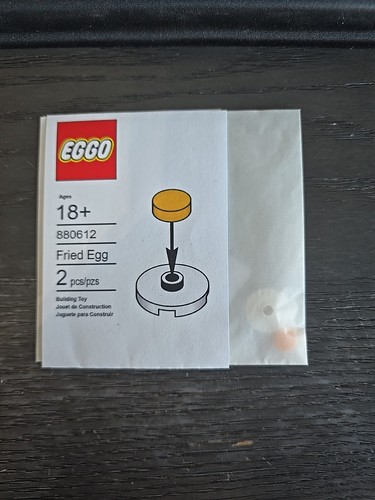 EGGO
Ages
18+
880612
Fried Egg
2 pcs/pzs
Building Toy
Jouet de Construction
Juguete para Construir